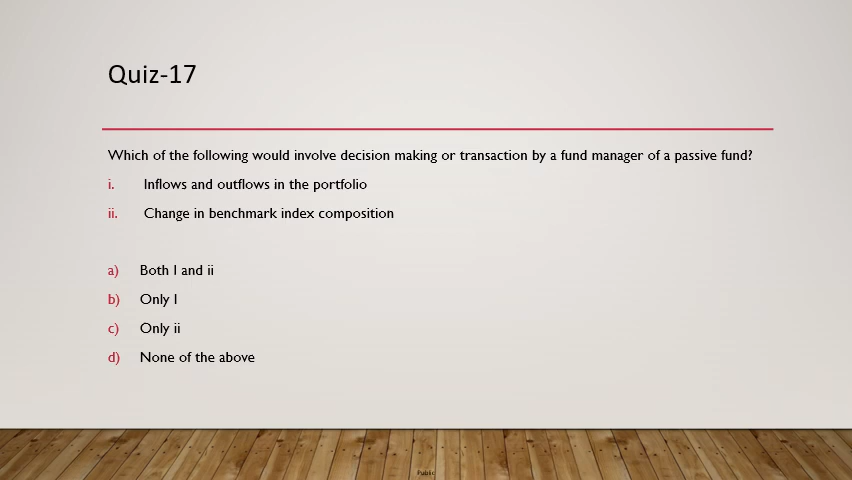 Quiz-17
Which of the following would involve decision making or transaction by a fund manager of a passive fund?
i. Inflows and outflows in the portfolio
ii. Change in benchmark index composition
a) Both I and ii
b) Only I
c) Only ii
d) None of the above
Public